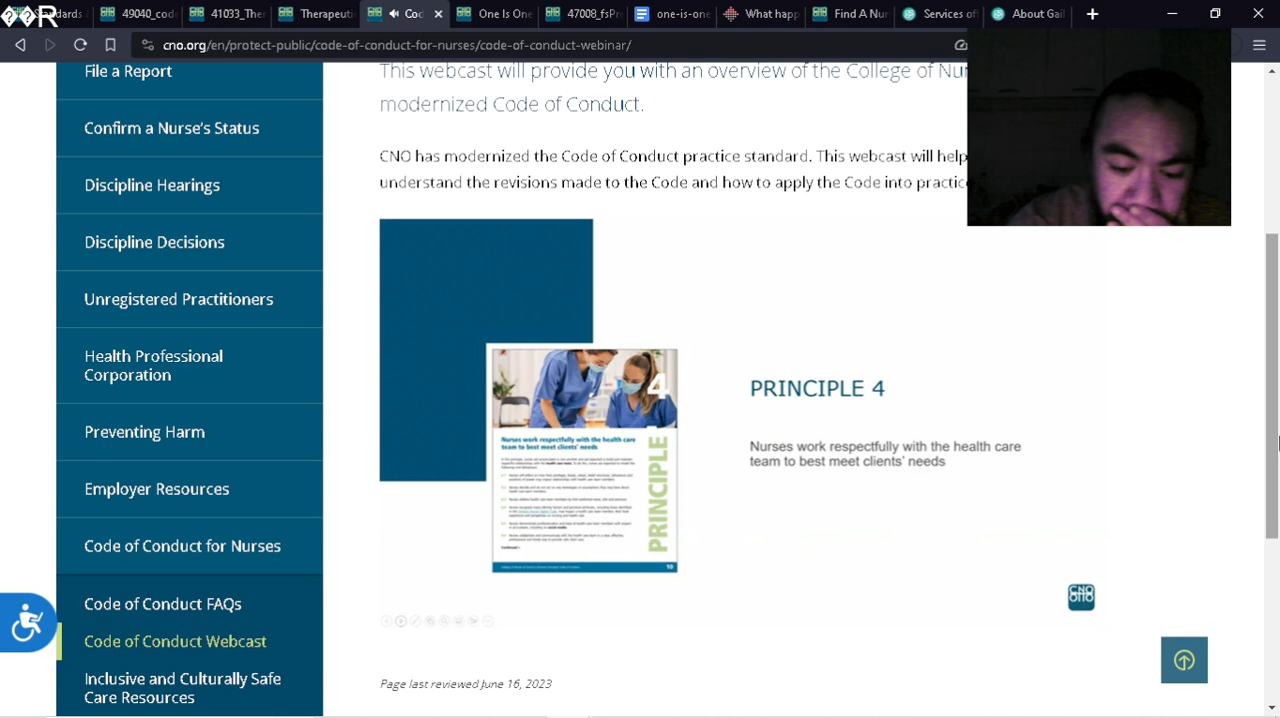 ��R
49040_cod
41033_The
Therapeuti
Cod
One Is One
47008_fsPr
one-is-one
What happ
Find A Nur
Services of
About Gail
cno.org/en/protect-public/code-of-conduct-for-nurses/code-of-conduct-webinar/
File a Report
Confirm a Nurse's Status
Discipline Hearings
Discipline Decisions
Unregistered Practitioners
Health Professional
Corporation
Preventing Harm
Employer Resources
Conduct for Nurses
Code of Conduct FAQs
Code of Conduct Webcast
Inclusive and Culturally Safe
Care Resources
This webcast will provide you with an overview of the College of Nur
modernized Code of Conduct.
CNO has modernized the Code of Conduct practice standard. This webcast will help
understand the revisions made to the Code and how to apply the Code into practice
4
PRINCIPLE
Nurses work respectfully with the health care
team to best meet clients' needs
10
PRINCIPLE 4
Nurses work respectfully with the health care
team to best meet clients' needs
CNO
OIIO
Page last reviewed June 16, 2023